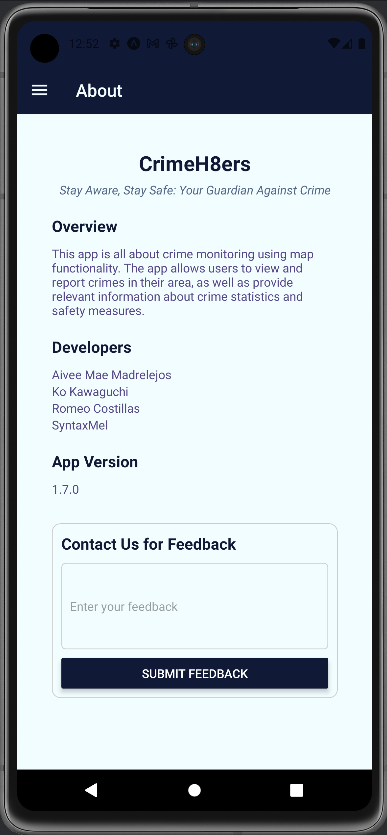 12:52
About
CrimeH8ers
Stay Aware, Stay Safe: Your Guardian Against Crime
Overview
This app is all about crime monitoring using map
functionality. The app allows users to view and
report crimes in their area, as well as provide
relevant information about crime statistics and
safety measures.
Developers
Aivee Mae Madrelejos
Ko Kawaguchi
Romeo Costillas
SyntaxMel
App Version
1.7.0
Contact Us for Feedback
Enter your feedback
SUBMIT FEEDBACK